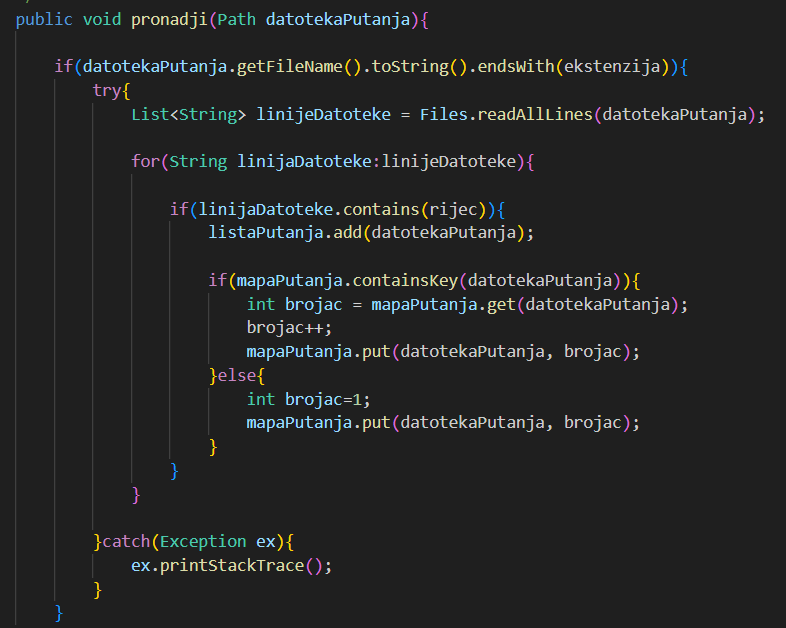 public void pronadji(Path datotekaPutanja){
if(datotekaPutanja.getFileName().toString().endsWith(ekstenzija)){
try{
List<String> linijeDatoteke = Files.readAllLines(datotekaPutanja);
for(String linijaDatoteke:linijeDatoteke){
if(linijaDatoteke.contains(rijec)){
listaPutanja.add(datotekaPutanja);
if(mapaPutanja.containsKey(datotekaPutanja)){
int brojac = mapaPutanja.get(datotekaPutanja);
brojac++;
mapaPutanja.put(datotekaPutanja, brojac);
}else{
int brojac=1;
mapaPutanja.put(datotekaPutanja, brojac);
}
}
}
}catch(Exception ex){
ex.printStackTrace();
}
}